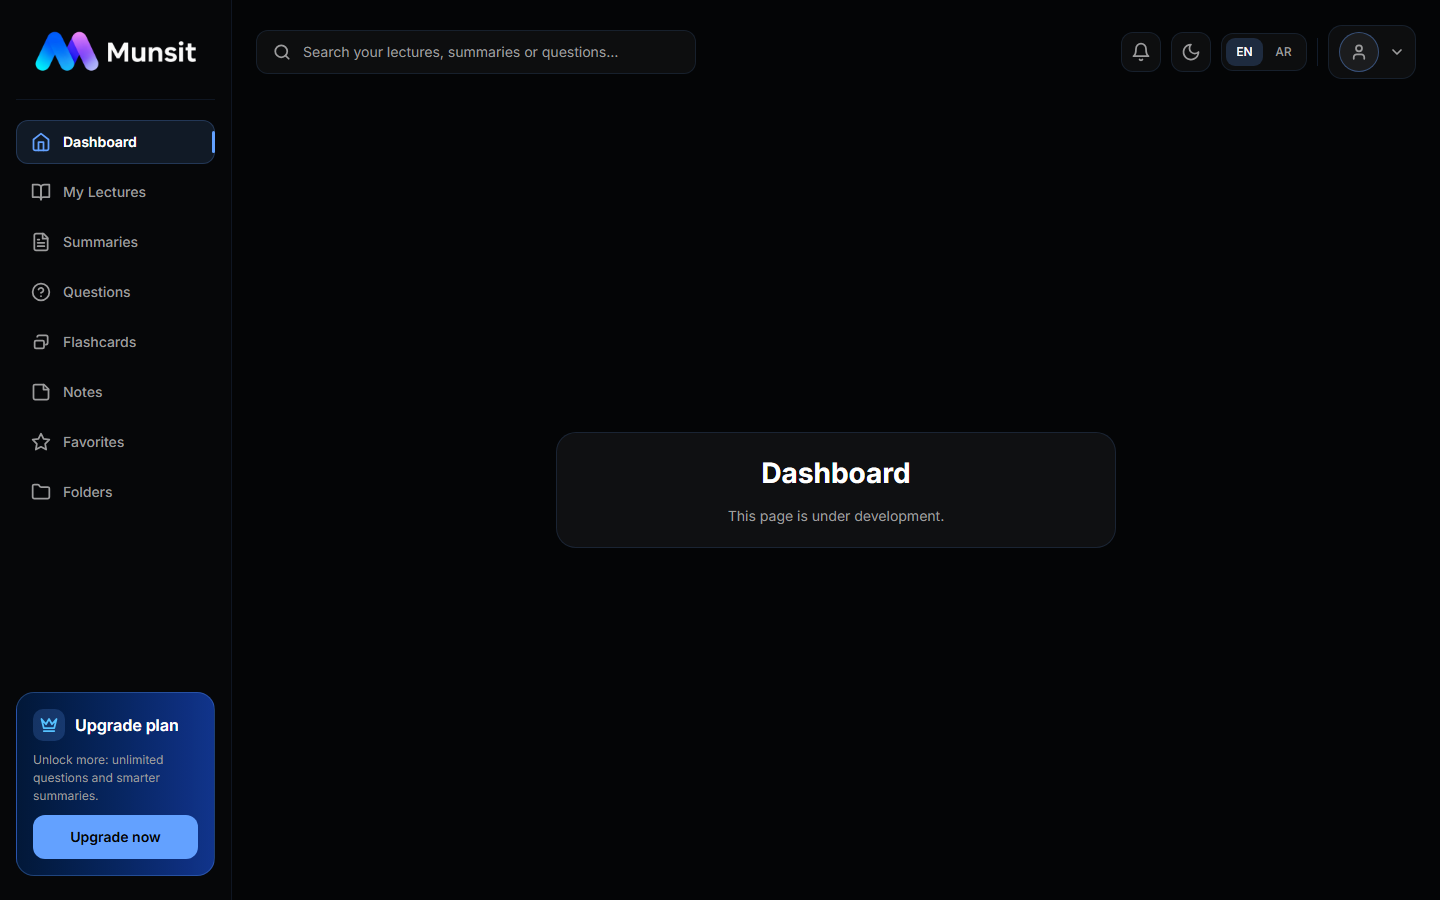 Munsit
Search your lectures, summaries or questions...
EN
AR
Dashboard
My Lectures
Summaries
Questions
Flashcards
Notes
Favorites
Folders
Dashboard
This page is under development.
Upgrade plan
Unlock more: unlimited
questions and smarter
summaries.
Upgrade now